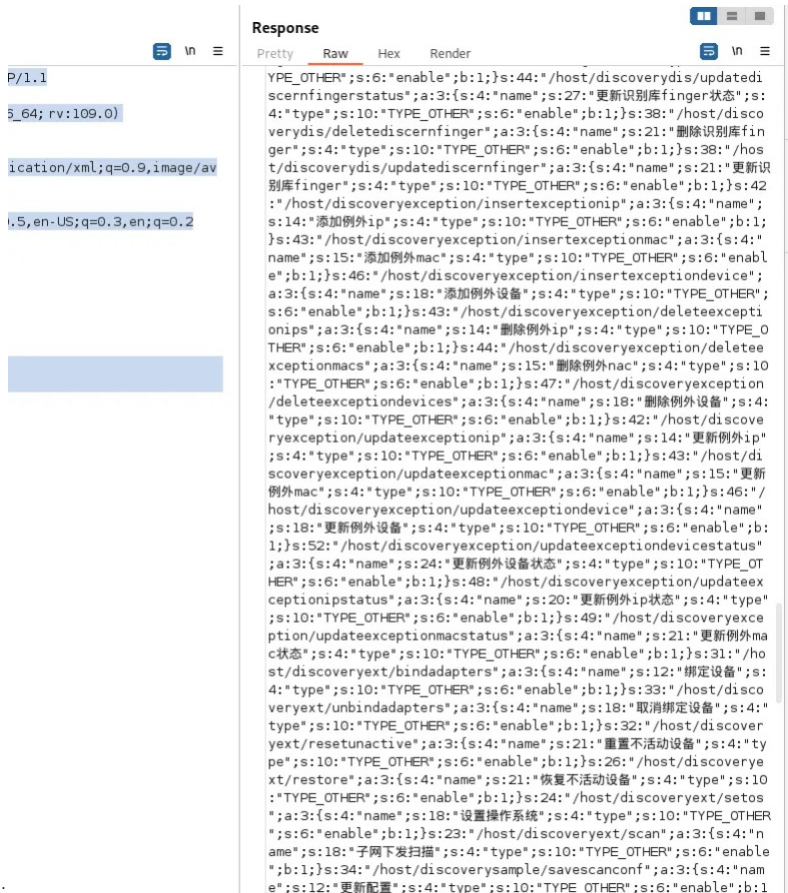 Response
\n
Pretty Raw Hex Render
\n
P/1.1
5_64; rv:109.0)
ication/xml;q=0.9,image/av
.5,en-US;q=0.3,en;q=0.2
YPE_OTHER";s:6:"enable";b:1;}s:44:"/host/discoverydis/updatedi
scernfingerstatus";a:3:{s:4:"name";s:27:"更新识别库finger状态";s:
4:"type";s:10:"TYPE_OTHER";s:6:"enable";b:1;}s:38:"/host/disco
verydis/deletediscernfinger";a:3:{s:4:"name";s:21:"删除识别库fin
ger";s:4:"type";s:10:"TYPE_OTHER";s:6:"enable";b:1;}s:38:"/hos
t/discoverydis/updatediscernfinger";a:3:{s:4:"name";s:21:"更新识
别库finger";s:4:"type";s:10:"TYPE_OTHER";s:6:"enable";b:1;}s:42
:"/host/discoveryexception/insertexceptionip";a:3:{s:4:"name";
s:14:"添加例外ip";s:4:"type";s:10:"TYPE_OTHER";s:6:"enable";b:1;
}s:43:"/host/discoveryexception/insertexceptionmac";a:3:{s:4:"
name";s:15:"添加例外mac";s:4:"type";s:10:"TYPE_OTHER";s:6:"enabl
e";b:1;}s:46:"/host/discoveryexception/insertexceptiondevice";
a:3:{s:4:"name";s:18:"添加例外设备";s:4:"type";s:10:"TYPE_OTHER";
s:6:"enable";b:1;}s:43:"/host/discoveryexception/deleteexcepti
onips";a:3:{s:4:"name";s:14:"删除例外ip";s:4:"type";s:10:"TYPE_O
THER";s:6:"enable";b:1;}s:44:"/host/discoveryexception/deletee
xceptionmacs";a:3:{s:4:"name";s:15:"删除例外nac";s:4:"type";s:10
:"TYPE_OTHER";s:6:"enable";b:1;}s:47:"/host/discoveryexception
/deleteexceptiondevices";a:3:{s:4:"name";s:18:"删除例外设备";s:4:
"type";s:10:"TYPE_OTHER";s:6:"enable";b:1;}s:42:"/host/discove
ryexception/updateexceptionip";a:3:{s:4:"name";s:14:"更新例外ip"
;s:4:"type";s:10:"TYPE_OTHER";s:6:"enable";b:1;}s:43:"/host/di
scoveryexception/updateexceptionmac";a:3:{s:4:"name";s:15:"更新
例外mac";s:4:"type";s:10:"TYPE_OTHER";s:6:"enable";b:1;}s:46:"/
host/discoveryexception/updateexceptiondevice";a:3:{s:4:"name"
;s:18:"更新例外设备";s:4:"type";s:10:"TYPE_OTHER";s:6:"enable";b:
1;}s:52:"/host/discoveryexception/updateexceptiondevicestatus"
;a:3:{s:4:"name";s:24:"更新例外设备状态";s:4:"type";s:10:"TYPE_OT
HER";s:6:"enable";b:1;}s:48:"/host/discoveryexception/updateex
ceptionipstatus";a:3:{s:4:"name";s:20:"更新例外ip状态";s:4:"type"
;s:10:"TYPE_OTHER";s:6:"enable";b:1;}s:49:"/host/discoveryexce
ption/updateexceptionmacstatus";a:3:{s:4:"name";s:21:"更新例外ma
c状态";s:4:"type";s:10:"TYPE_OTHER";s:6:"enable";b:1;}s:31:"/ho
st/discoveryext/bindadapters";a:3:{s:4:"name";s:12:"绑定设备";s:
4:"type";s:10:"TYPE_OTHER";s:6:"enable";b:1;}s:33:"/host/disco
veryext/unbindadapters";a:3:{s:4:"name";s:18:"取消绑定设备";s:4:"
type";s:10:"TYPE_OTHER";s:6:"enable";b:1;}s:32:"/host/discover
yext/resetunactive";a:3:{s:4:"name";s:21:"重置不活动设备";s:4:"ty
pe";s:10:"TYPE_OTHER";s:6:"enable";b:1;}s:26:"/host/discoverye
xt/restore";a:3:{s:4:"name";s:21:"恢复不活动设备";s:4:"type";s:10
:"TYPE_OTHER";s:6:"enable";b:1;}s:24:"/host/discoveryext/setos
";a:3:{s:4:"name";s:18:"设置操作系统";s:4:"type";s:10:"TYPE_OTHER
";s:6:"enable";b:1;}s:23:"/host/discoveryext/scan";a:3:{s:4:"n
ame";s:18:"子网下发扫描";s:4:"type";s:10:"TYPE_OTHER";s:6:"enable
";b:1;}s:34:"/host/discoverysample/savescanconf";a:3:{s:4:"nam
e";s:12:"更新配置";s:4:"type";s:10:"TYPE_OTHER";s:6:"enable";b:1